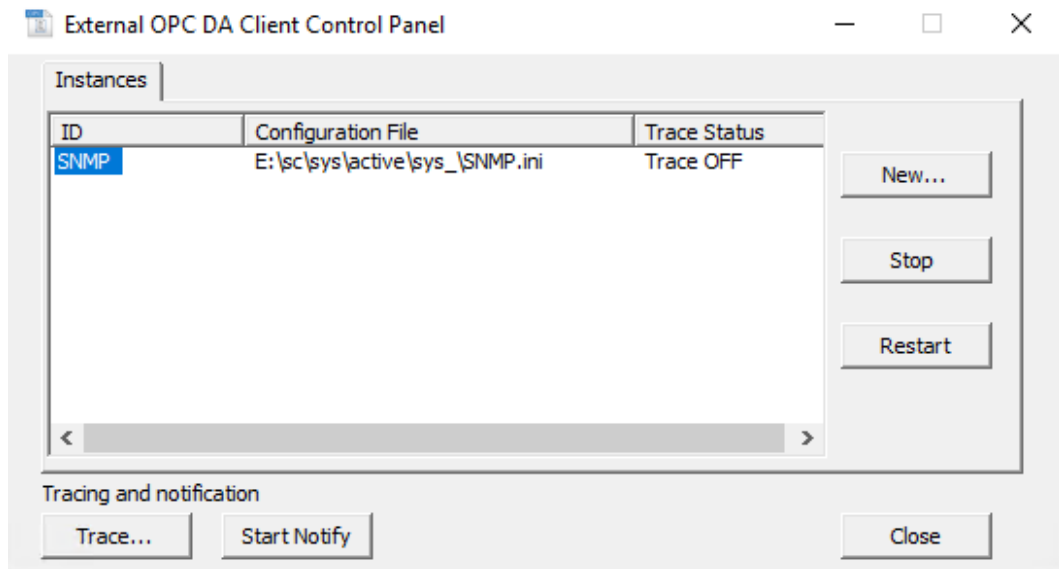 External OPC DA Client Control Panel
Instances
ID Configuration File Trace Status
SNMP E:\sc\sys\active\sys_\SNMP.ini Trace OFF
New...
Stop
Restart
Tracing and notification
Trace... Start Notify Close